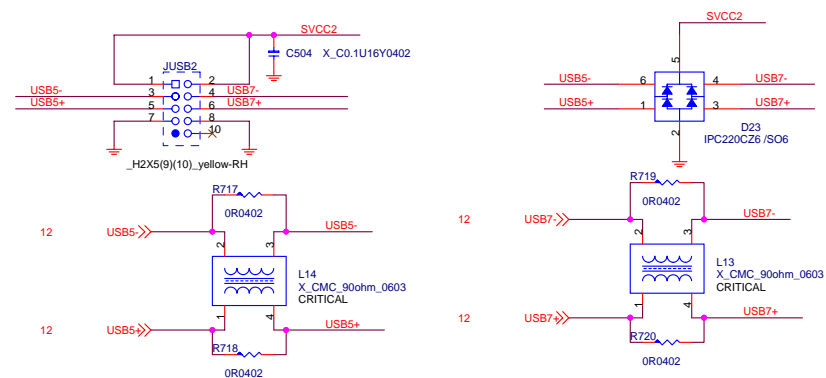 SVCC2
C504 X_C0.1U16Y0402
JUSB2
1 2
USB5- 3 4 USB7-
USB5+ 5 6 USB7+
7 8
10
_H2X5(9)(10)_yellow-RH
SVCC2
5
USB5- 6 4 USB7-
USB5+ 1 3 USB7+
2
D23
IPC220CZ6 /SO6
R717
0R0402
12 USB5- USB5-
2 3
L14
X_CMC_90ohm_0603
CRITICAL
1 4
12 USB5+ USB5+
R718
0R0402
R719
0R0402
12 USB7- USB7-
2 3
L13
X_CMC_90ohm_0603
CRITICAL
1 4
12 USB7+ USB7+
R720
0R0402